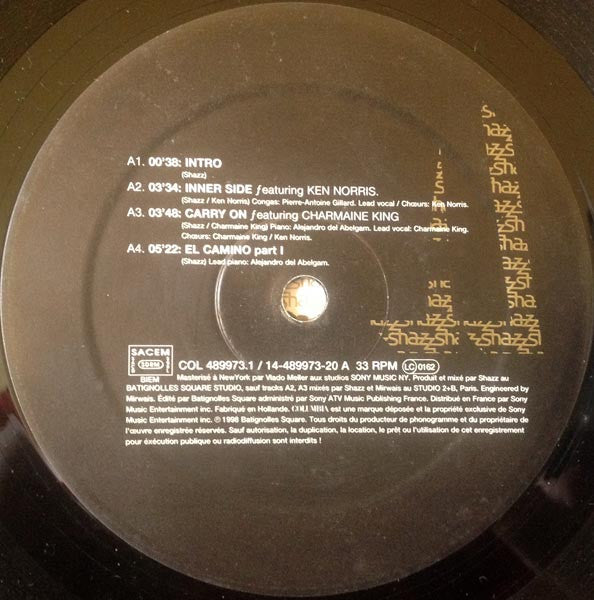 A1. 00'38: INTRO
(Shazz)
A2. 03'34: INNER SIDE featuring KEN NORRIS.
(Shazz / Ken Norris) Conges: Pierre-Antoine Gillard. Lead vocal / Chœurs: Ken Norris.
A3. 03'48: CARRY ON featuring CHARMAINE KING
(Shazz / Charmaine King) Piano: Alejandro del Abelgam. Lead vocal: Charmaine King.
Chœurs: Charmaine King / Ken Norris.
A4. 05'22: EL CAMINO part I
(Shazz) Lead piano: Alejandro del Abelgam.
SACEM
SDRM
BIEM
COL 489973.1 / 14-489973-20 A 33 RPM LC 0162
Masterisé à NewYork par Vlado Meller aux studios SONY MUSIC NY. Produit et mixé par Shazz au
BATIGNOLLES SQUARE STUDIO, sauf tracks A2, A3 mixés par Shazz et Mirwais au STUDIO 2+B, Paris. Engineered by
Mirwais. Édité par Batignolles Square administré par Sony ATV Music Publishing France. Distribué en France par Sony
Music Entertainment inc. Fabriqué en Hollande. COLUMBIA est une marque déposée et la propriété exclusive de Sony
Music Entertainment inc. ℗ 1998 Batignolles Square. Tous droits du producteur de phonogramme et du propriétaire de
l'œuvre enregistrée réservés. Sauf autorisation, la duplication, la location, le prêt ou l'utilisation de cet enregistrement
pour éxécution publique ou radiodiffusion sont interdits !